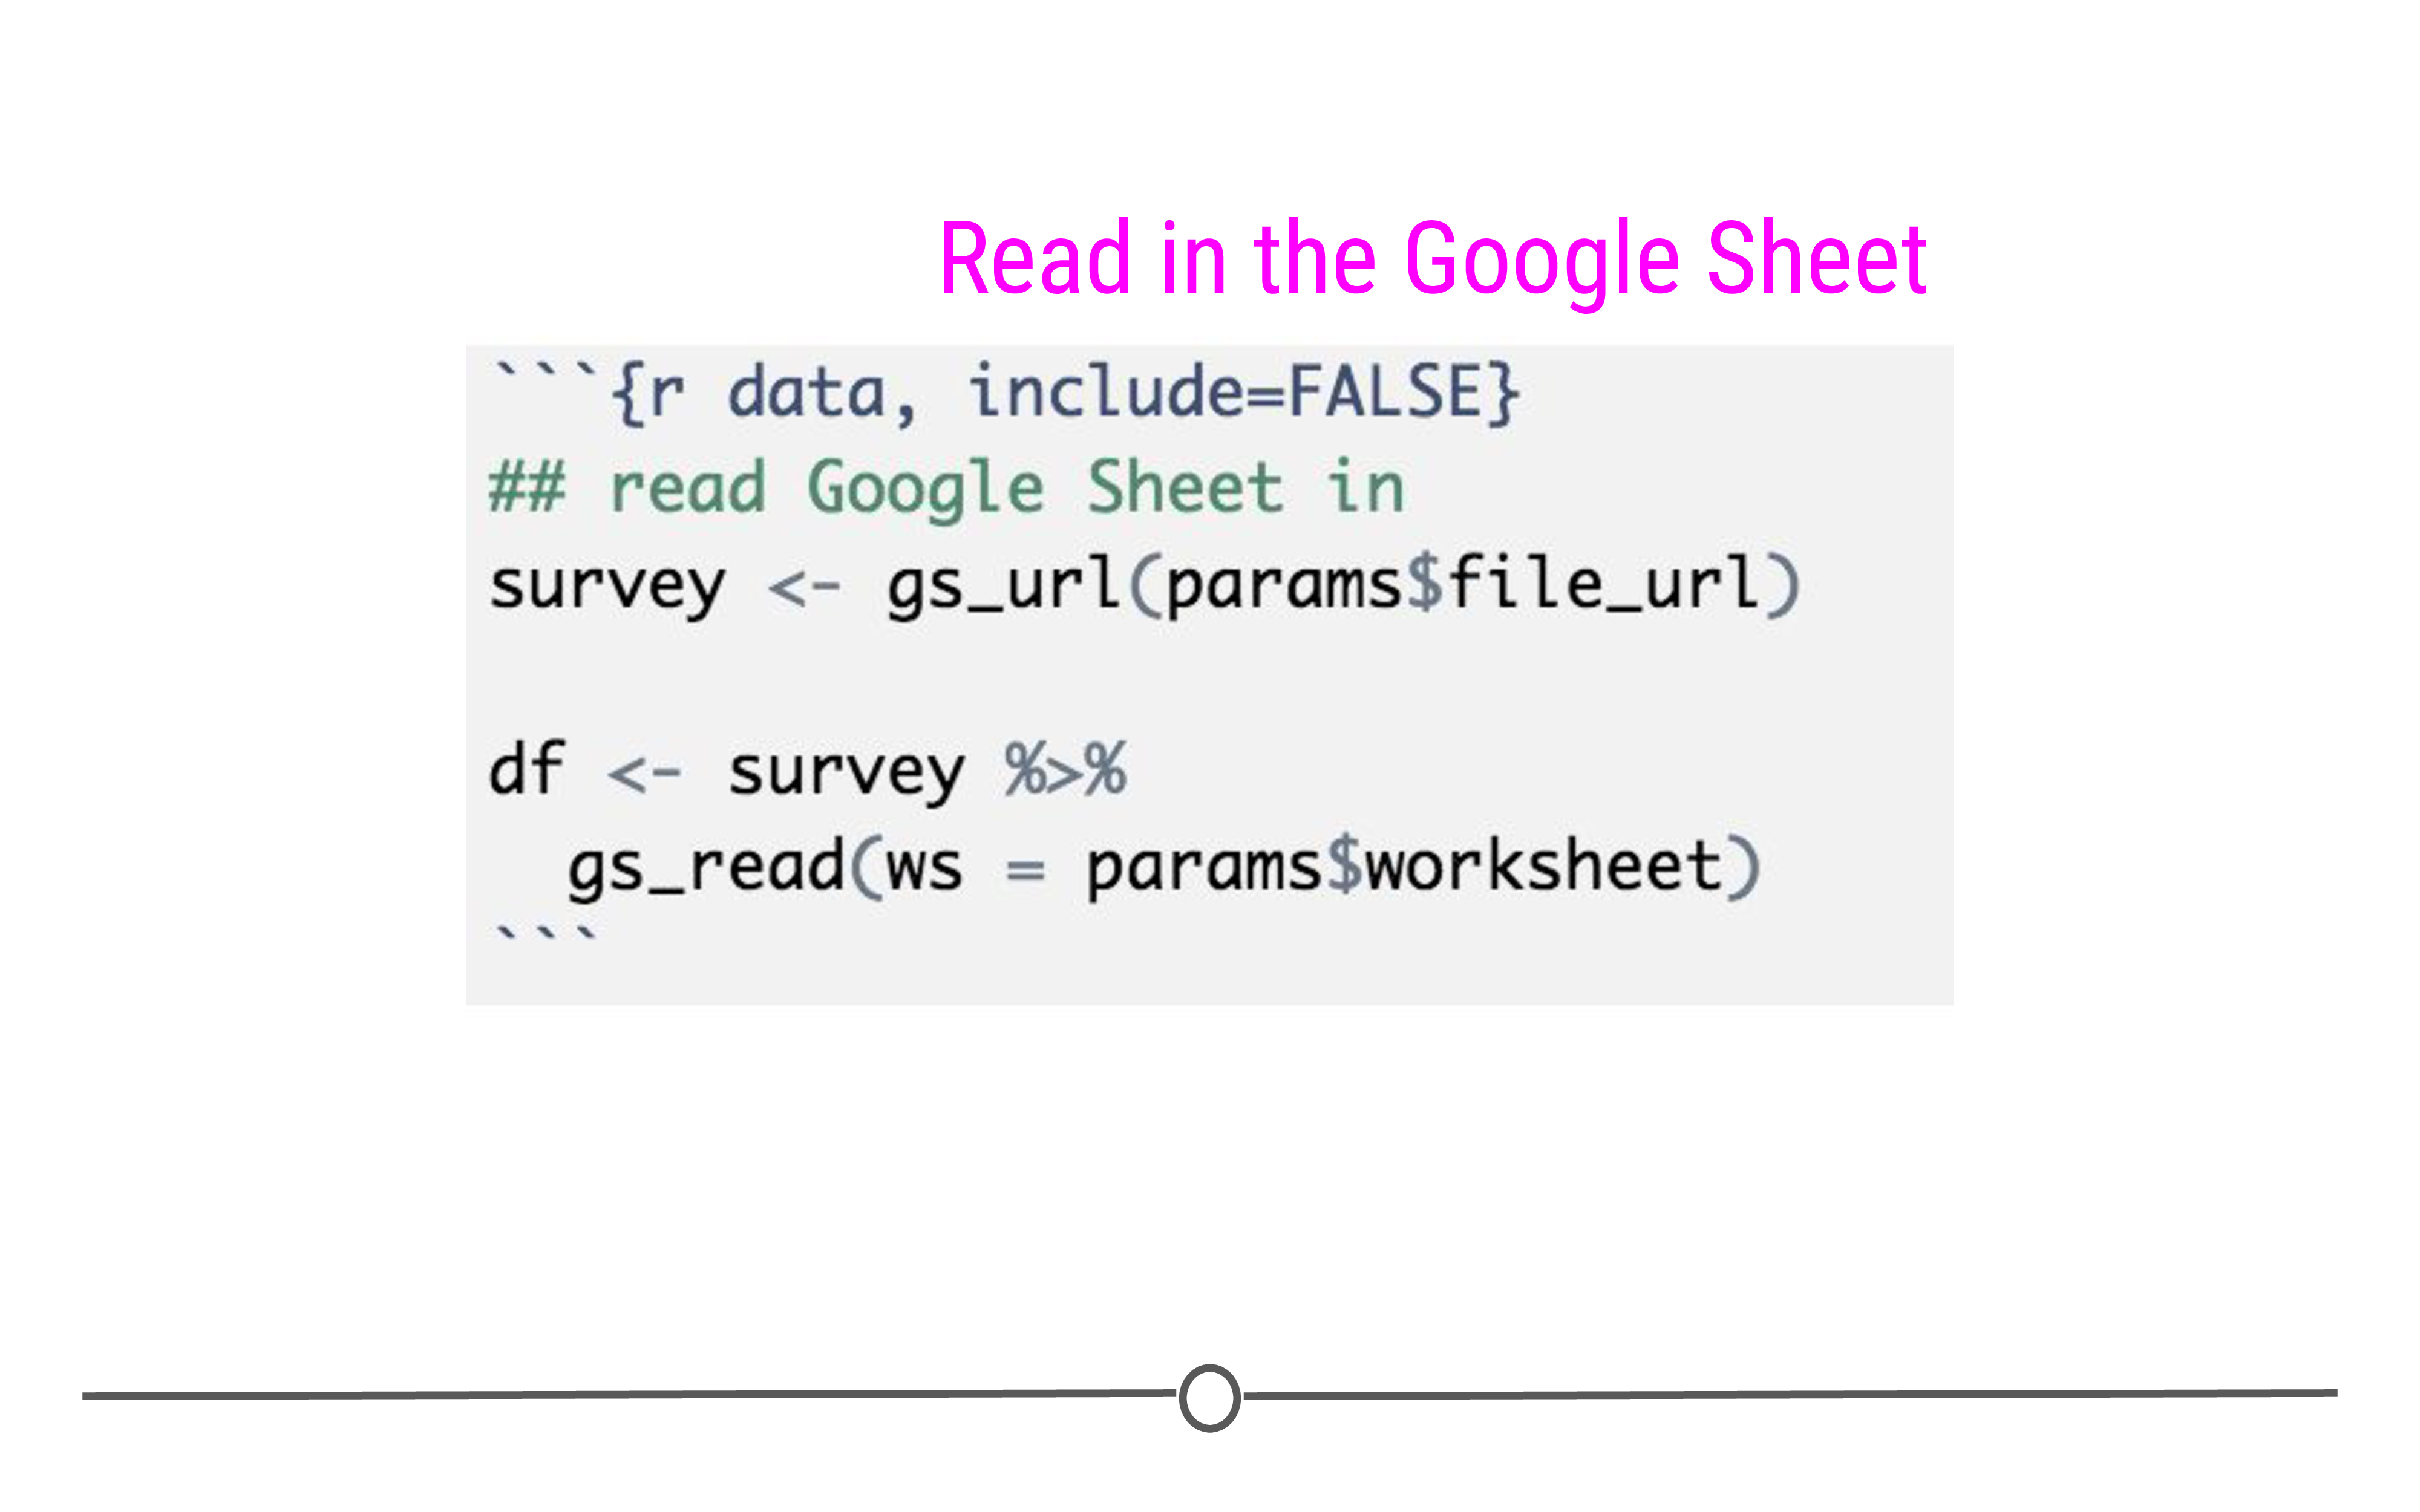 Read in the Google Sheet
```{r data, include=FALSE}
## read Google Sheet in
survey <- gs_url(params$file_url)
df <- survey %>%
  gs_read(ws = params$worksheet)
```